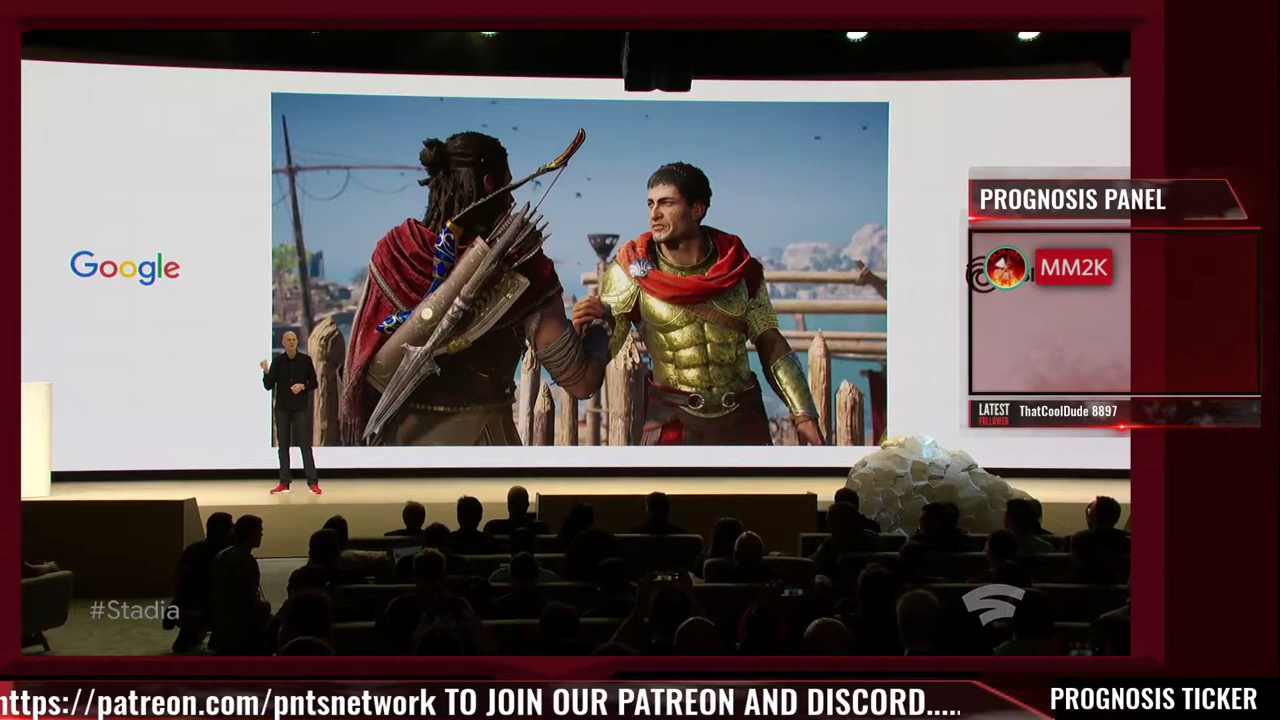 Google
PROGNOSIS PANEL
MM2K
LATEST
FOLLOWER
ThatCoolDude 8897
#Stadia
https://patreon.com/pntsnetwork TO JOIN OUR PATREON AND DISCORD.....
PROGNOSIS TICKER